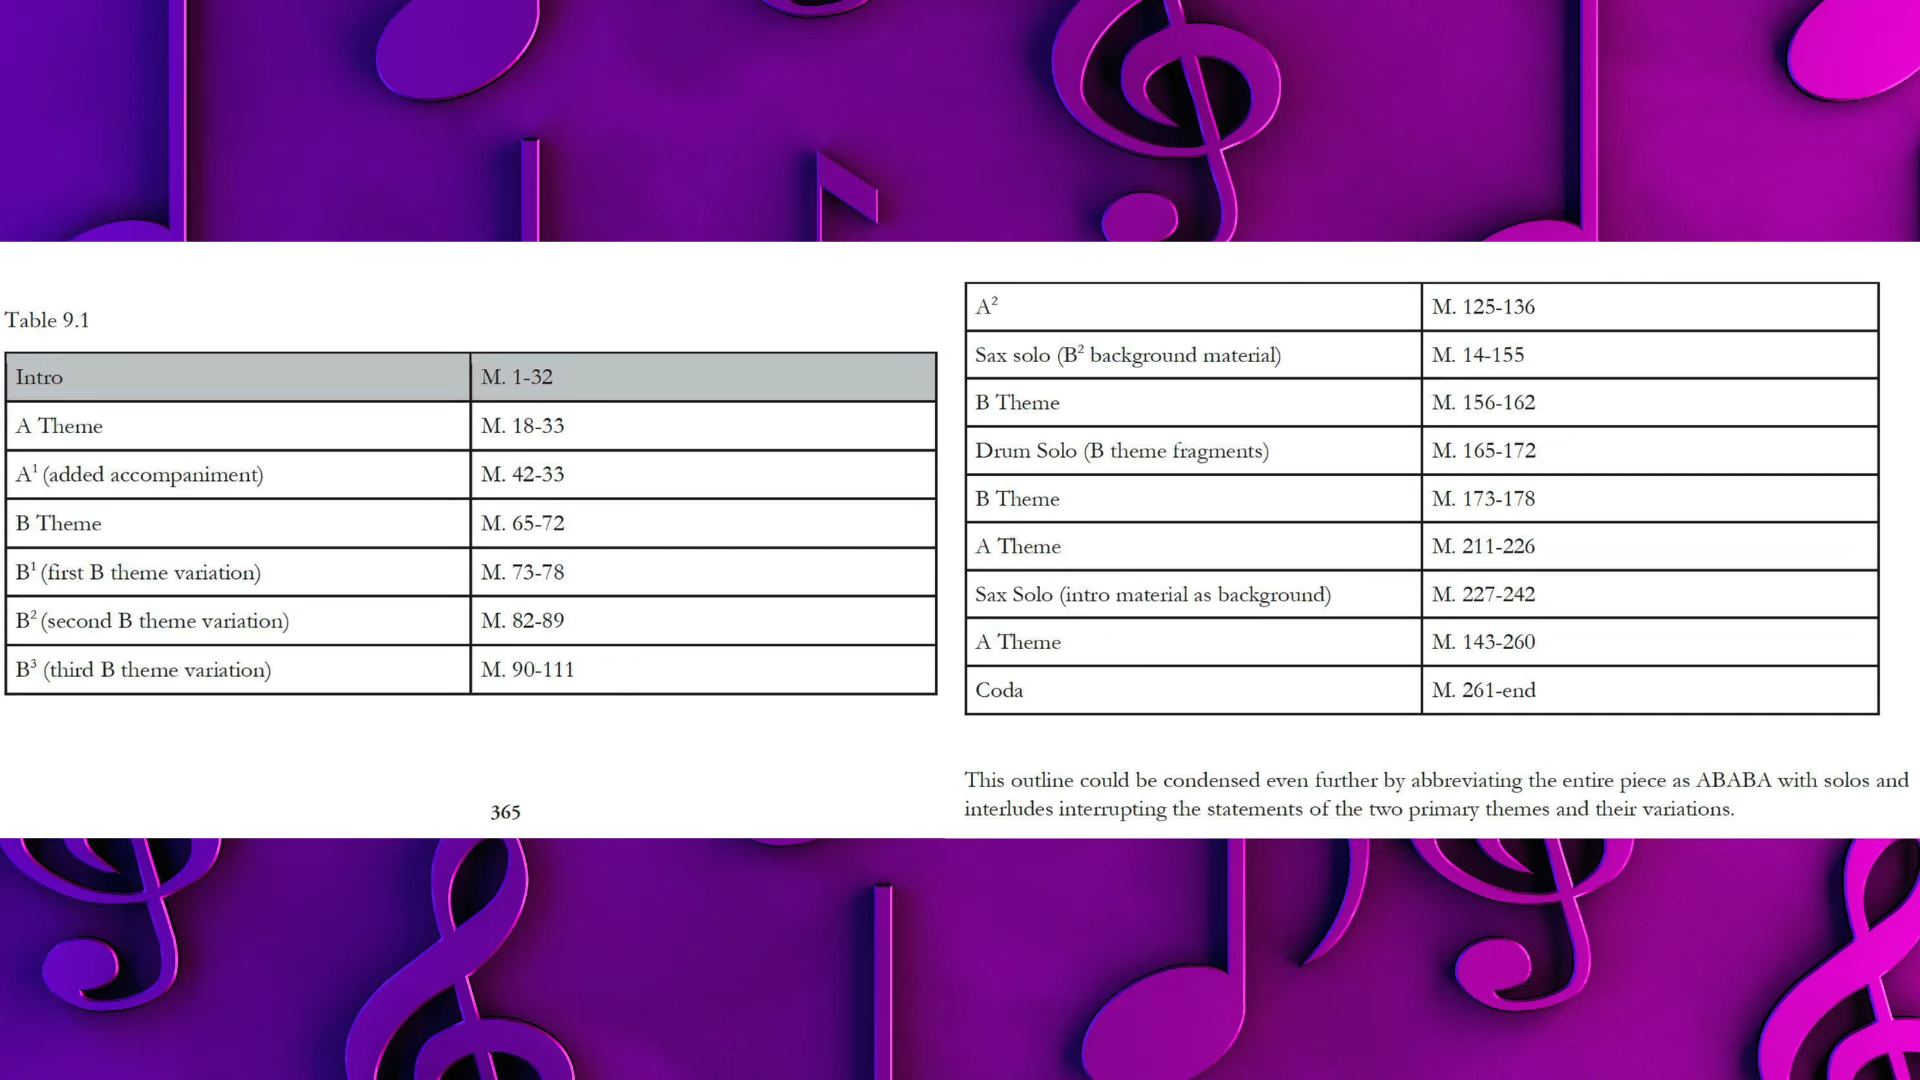 Table 9.1
Intro M. 1-32
A Theme M. 18-33
A¹ (added accompaniment) M. 42-33
B Theme M. 65-72
B¹ (first B theme variation) M. 73-78
B² (second B theme variation) M. 82-89
B³ (third B theme variation) M. 90-111
365
A² M. 125-136
Sax solo (B² background material) M. 14-155
B Theme M. 156-162
Drum Solo (B theme fragments) M. 165-172
B Theme M. 173-178
A Theme M. 211-226
Sax Solo (intro material as background) M. 227-242
A Theme M. 143-260
Coda M. 261-end
This outline could be condensed even further by abbreviating the entire piece as ABABA with solos and
interludes interrupting the statements of the two primary themes and their variations.